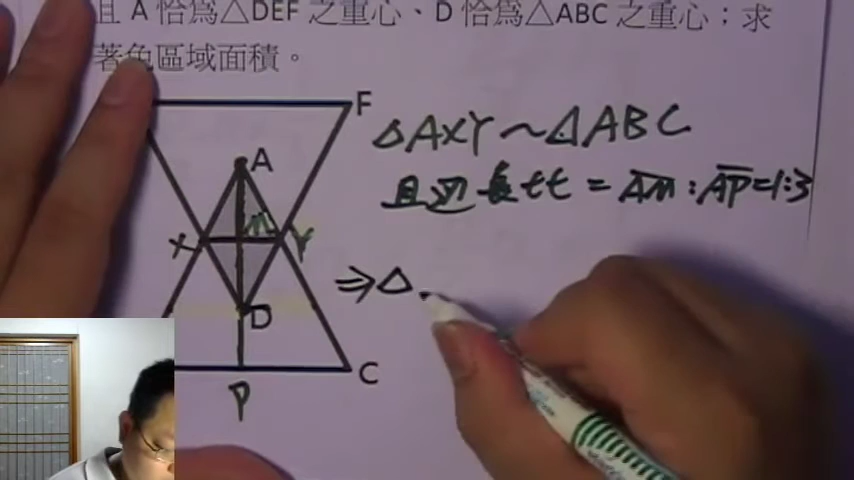 且 A 恰為△DEF 之重心、D 恰為△ABC 之重心；求
著色區域面積。
F
△AXY～△ABC
A
且邊長比 = AM : AP = 1:3
M
X
Y
⇒△
D
C
P